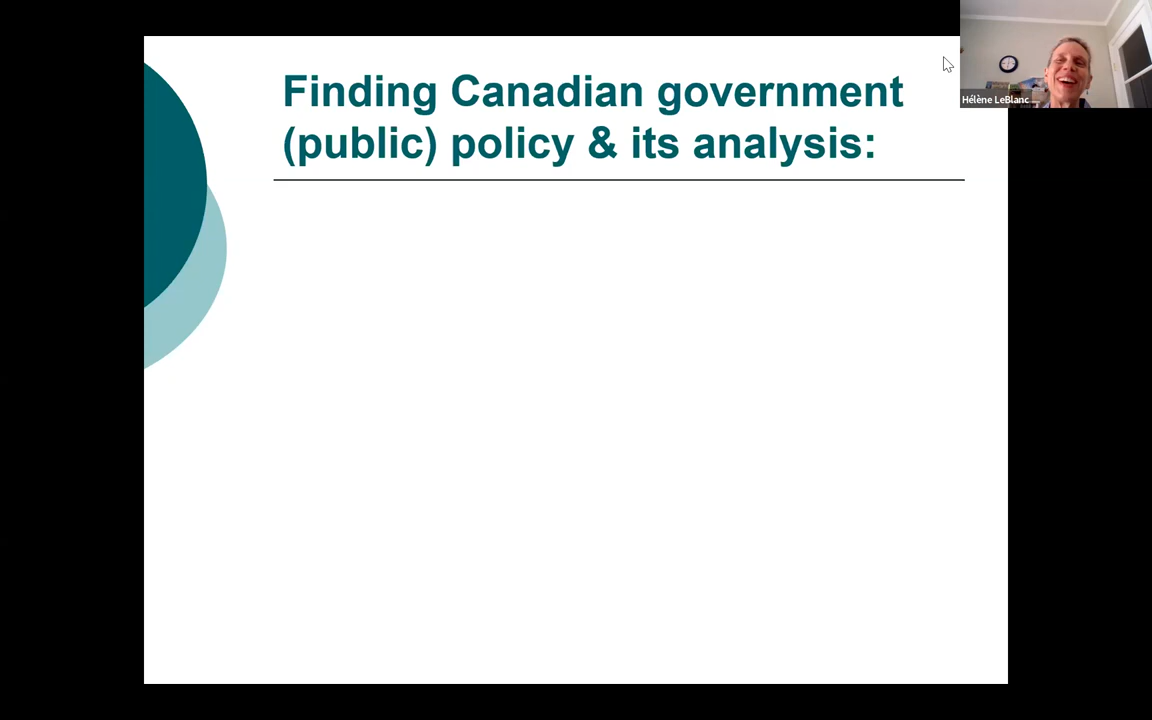 Finding Canadian government
(public) policy & its analysis:
Hélène LeBlanc